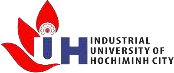 IUH
INDUSTRIAL
UNIVERSITY OF
HOCHIMINH CITY